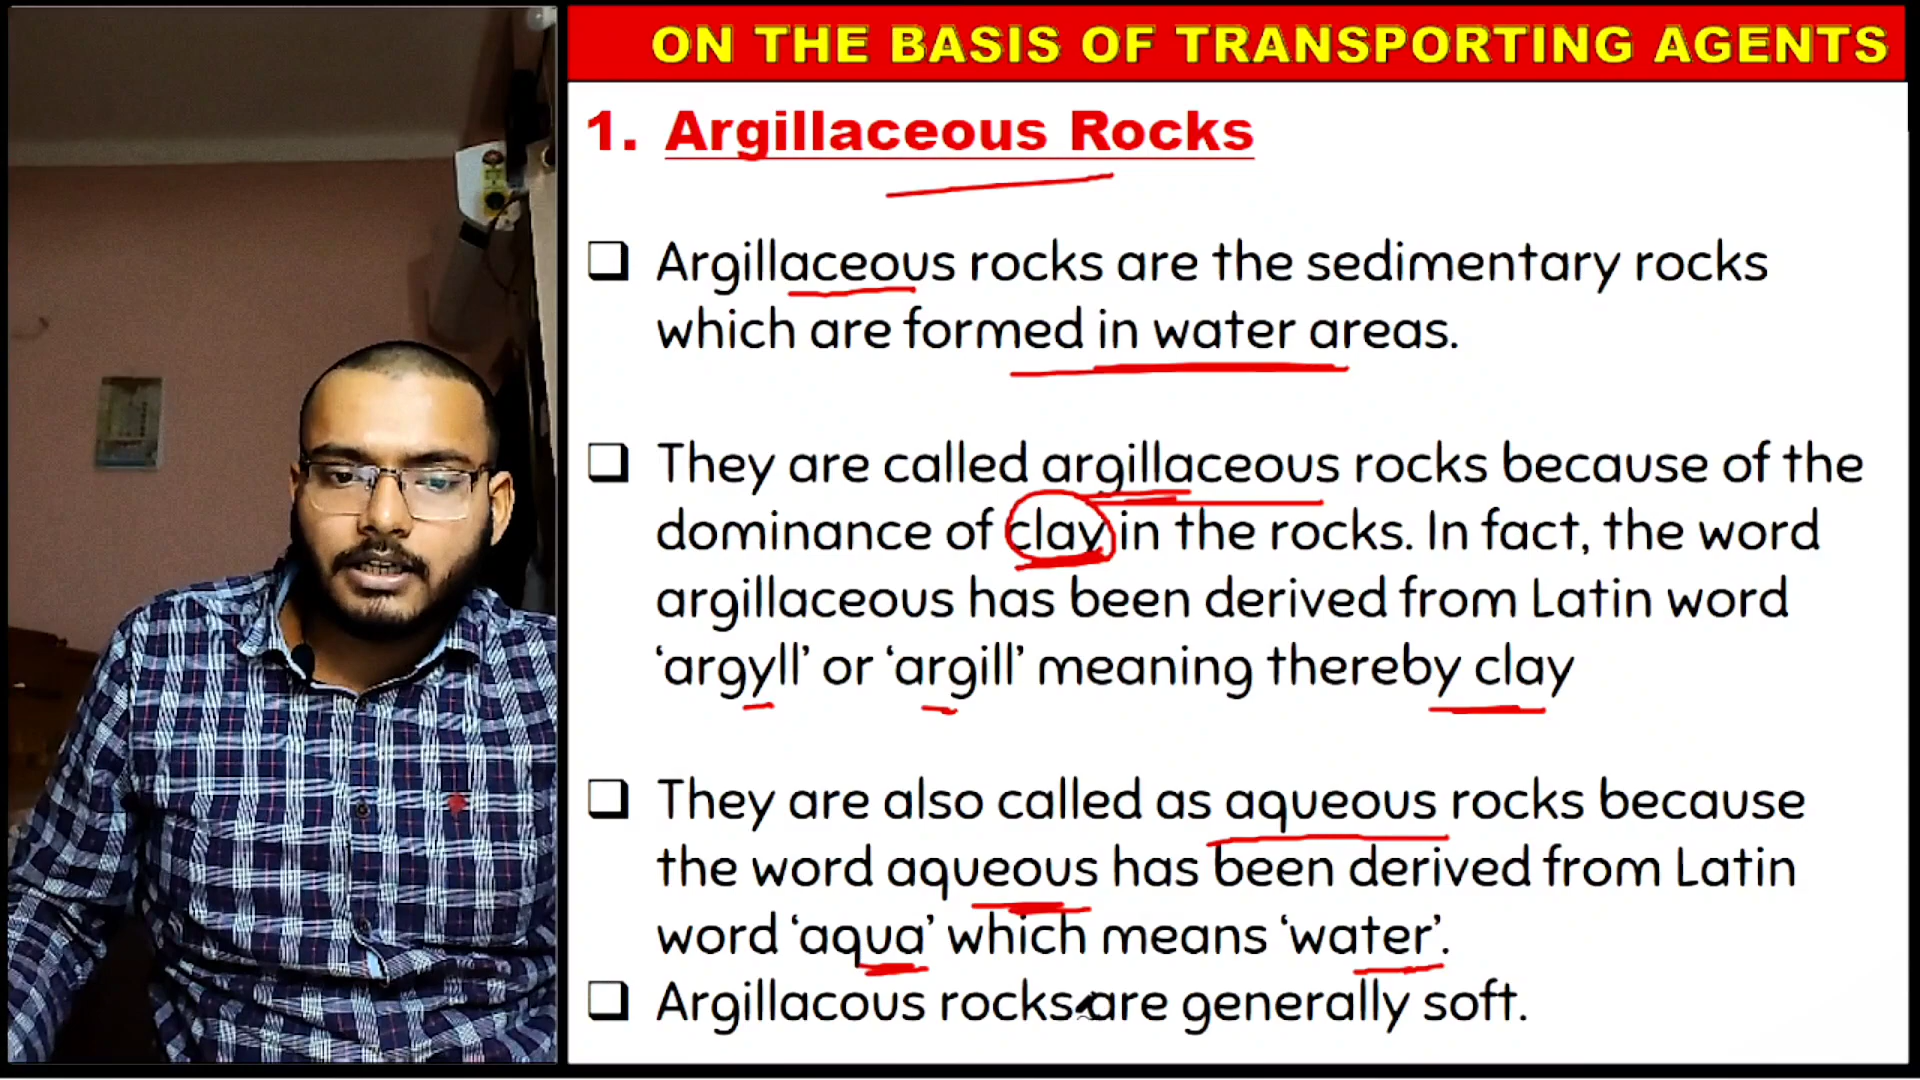 ON THE BASIS OF TRANSPORTING AGENTS
1. Argillaceous Rocks
❑ Argillaceous rocks are the sedimentary rocks
which are formed in water areas.
❑ They are called argillaceous rocks because of the
dominance of clay in the rocks. In fact, the word
argillaceous has been derived from Latin word
‘argyll’ or ‘argill’ meaning thereby clay
❑ They are also called as aqueous rocks because
the word aqueous has been derived from Latin
word ‘aqua’ which means ‘water’.
❑ Argillacous rocks are generally soft.